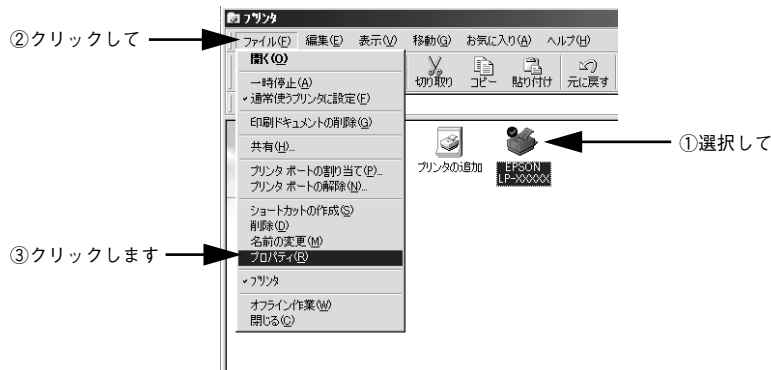 プリンタ
②クリックして
ファイル(F) 編集(E) 表示(V) 移動(G) お気に入り(A) ヘルプ(H)
開く(O)
切り取り コピー 貼り付け 元に戻す
一時停止(A)
通常使うプリンタに設定(F)
印刷ドキュメントの削除(G)
共有(H)...
プリンタ ポートの割り当て(P)...
プリンタ ポートの解除(N)...
ショートカットの作成(S)
削除(D)
名前の変更(M)
③クリックします
プロパティ(R)
プリンタ
オフライン作業(W)
閉じる(C)
プリンタの追加
EPSON
LP-XXXXX
①選択して